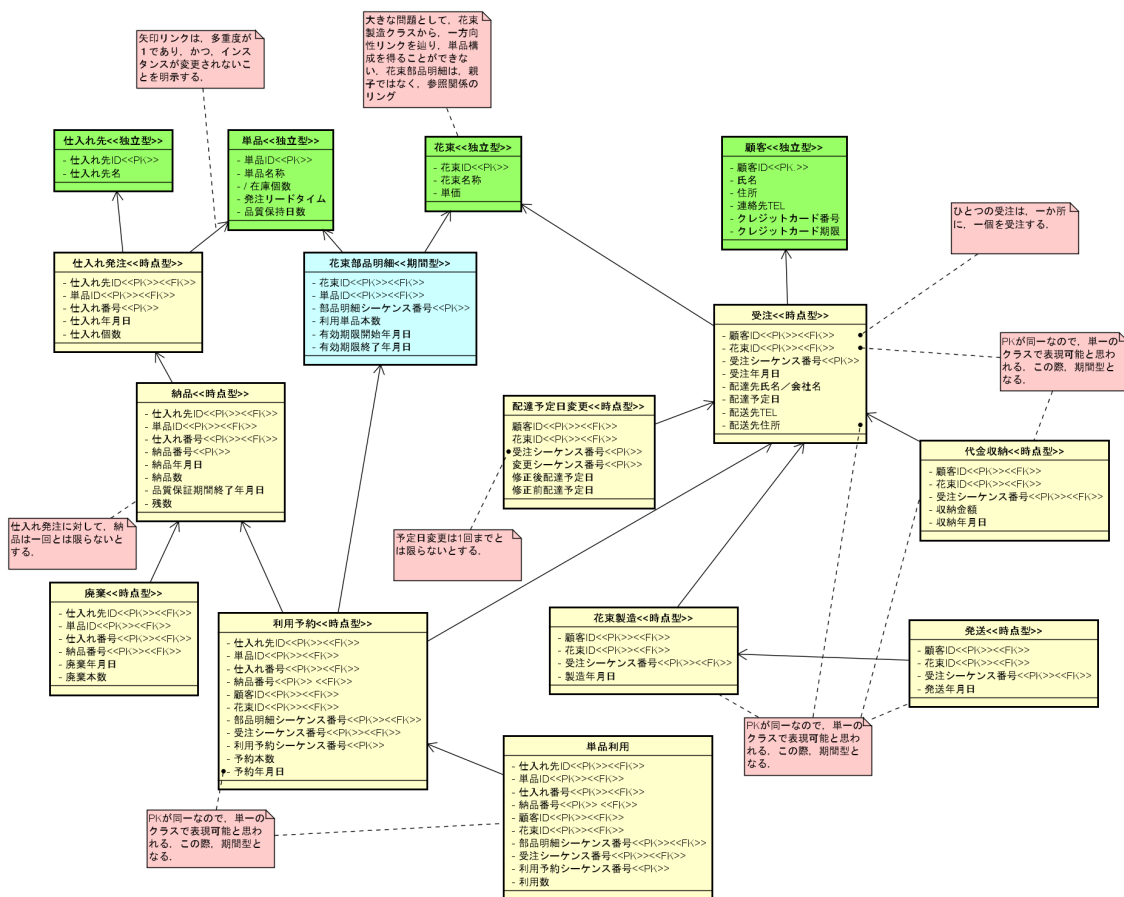 大きな問題として，花束
製造クラスから，一方向
性リンクを辿り，単品構
成を得ることができな
い，花束部品明細は，親
子ではなく，参照関係の
リング
矢印リンクは，多重度が
１であり，かつ，インス
タンスが変更されないこ
とを明示する．
仕入れ先<<独立型>>
- 仕入れ先ID<<PK>>
- 仕入れ先名
単品<<独立型>>
- 単品ID<<PK>>
- 単品名称
- / 在庫個数
- 発注リードタイム
- 品質保持日数
花束<<独立型>>
- 花束ID<<PK>>
- 花束名称
- 単価
顧客<<独立型>>
- 顧客ID<<PK>>
- 氏名
- 住所
- 連絡先TEL
- クレジットカード番号
- クレジットカード期限
ひとつの受注は，一か所
に，一個を受注する．
仕入れ発注<<時点型>>
- 仕入れ先ID<<PK>><<FK>>
- 単品ID<<PK>><<FK>>
- 仕入れ番号<<PK>>
- 仕入れ年月日
- 仕入れ個数
花束部品明細<<期間型>>
- 花束ID<<PK>><<FK>>
- 単品ID<<PK>><<FK>>
- 部品明細シーケンス番号<<PK>>
- 利用単品本数
- 有効期限開始年月日
- 有効期限終了年月日
受注<<時点型>>
- 顧客ID<<PK>><<FK>>
- 花束ID<<PK>><<FK>>
- 受注シーケンス番号<<PK>>
- 受注年月日
- 配達先氏名／会社名
- 配達予定日
- 配送先TEL
- 配送先住所
PKが同一なので，単一の
クラスで表現可能と思わ
れる．この際，期間型と
なる．
納品<<時点型>>
- 仕入れ先ID<<PK>><<FK>>
- 単品ID<<PK>><<FK>>
- 仕入れ番号<<PK>><<FK>>
- 納品番号<<PK>>
- 納品年月日
- 納品数
- 品質保証期間終了年月日
- 残数
配達予定日変更<<時点型>>
顧客ID<<PK>><<FK>>
花束ID<<PK>><<FK>>
受注シーケンス番号<<PK>><<FK>>
変更シーケンス番号<<PK>>
修正後配達予定日
修正前配達予定日
代金収納<<時点型>>
- 顧客ID<<PK>><<FK>>
- 花束ID<<PK>><<FK>>
- 受注シーケンス番号<<PK>><<FK>>
- 収納金額
- 収納年月日
仕入れ発注に対して，納
品は一回とは限らないと
する．
予定日変更は1回までと
は限らないとする．
廃棄<<時点型>>
- 仕入れ先ID<<PK>><<FK>>
- 単品ID<<PK>><<FK>>
- 仕入れ番号<<PK>><<FK>>
- 納品番号<<PK>><<FK>>
- 廃棄年月日
- 廃棄本数
利用予約<<時点型>>
- 仕入れ先ID<<PK>><<FK>>
- 単品ID<<PK>><<FK>>
- 仕入れ番号<<PK>><<FK>>
- 納品番号<<PK>> <<FK>>
- 顧客ID<<PK>><<FK>>
- 花束ID<<PK>><<FK>>
- 部品明細シーケンス番号<<PK>><<FK>>
- 受注シーケンス番号<<PK>><<FK>>
- 利用予約シーケンス番号<<PK>>
- 予約本数
- 予約年月日
花束製造<<時点型>>
- 顧客ID<<PK>><<FK>>
- 花束ID<<PK>><<FK>>
- 受注シーケンス番号<<PK>><<FK>>
- 製造年月日
発送<<時点型>>
- 顧客ID<<PK>><<FK>>
- 花束ID<<PK>><<FK>>
- 受注シーケンス番号<<PK>><<FK>>
- 発送年月日
PKが同一なので，単一の
クラスで表現可能と思わ
れる．この際，期間型と
なる．
単品利用
- 仕入れ先ID<<PK>><<FK>>
- 単品ID<<PK>><<FK>>
- 仕入れ番号<<PK>><<FK>>
- 納品番号<<PK>> <<FK>>
- 顧客ID<<PK>><<FK>>
- 花束ID<<PK>><<FK>>
- 部品明細シーケンス番号<<PK>><<FK>>
- 受注シーケンス番号<<PK>><<FK>>
- 利用予約シーケンス番号<<PK>>
- 利用数
PKが同一なので，単一の
クラスで表現可能と思わ
れる．この際，期間型と
なる．